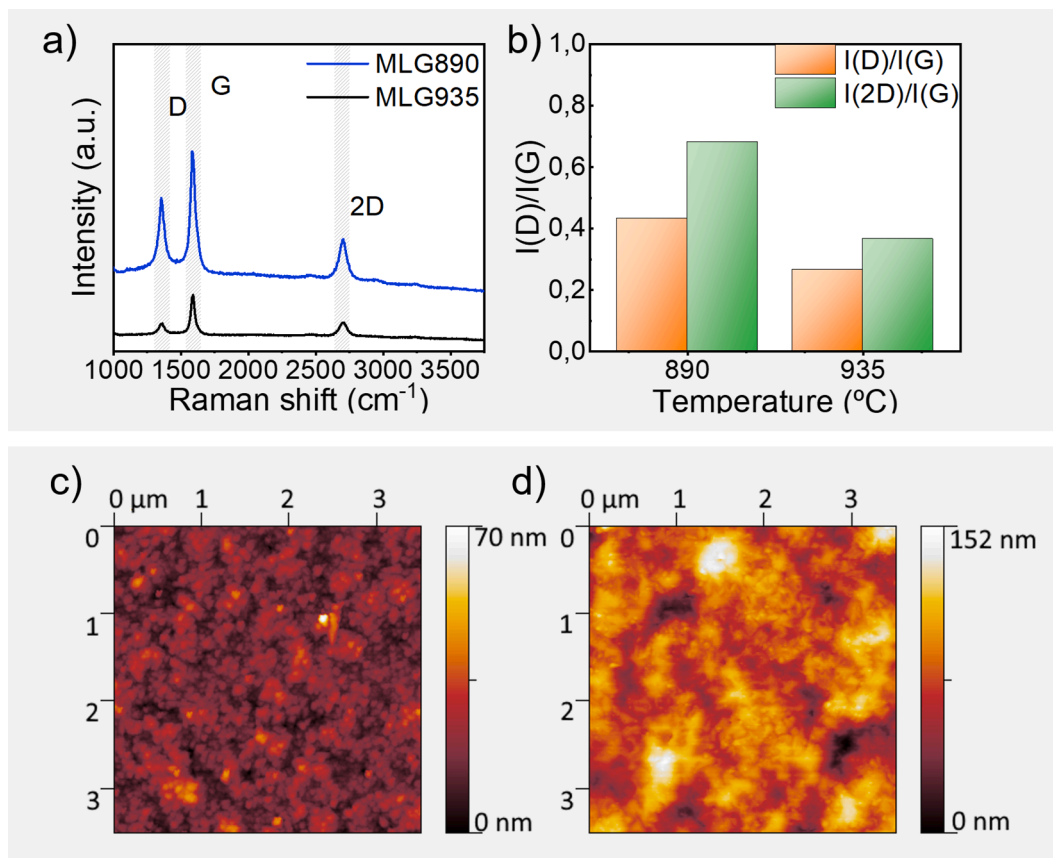 a)
MLG890
MLG935
D
G
2D
Intensity (a.u.)
1000 1500 2000 2500 3000 3500
Raman shift (cm-1)
b)
I(D)/I(G)
I(2D)/I(G)
I(D)/I(G)
1,0
0,8
0,6
0,4
0,2
0,0
890 935
Temperature (ºC)
c)
0 µm 1 2 3
0
1
2
3
70 nm
0 nm
d)
0 µm 1 2 3
0
1
2
3
152 nm
0 nm